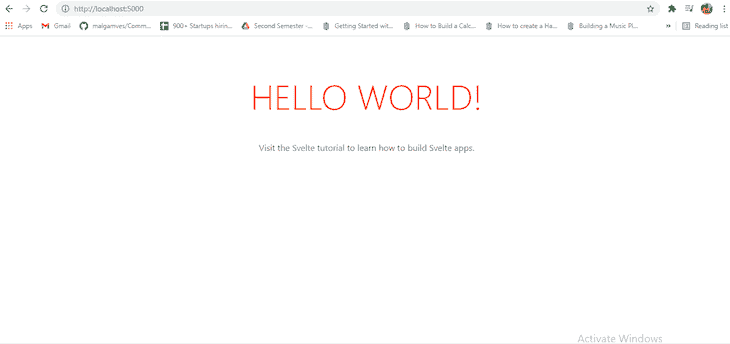 http://localhost:5000
Apps Gmail malgamves/Comm... 900+ Startups hirin... Second Semester -... Getting Started wit... How to Build a Calc... How to create a Ha... Building a Music Pl... » Reading list
HELLO WORLD!
Visit the Svelte tutorial to learn how to build Svelte apps.
Activate Windows